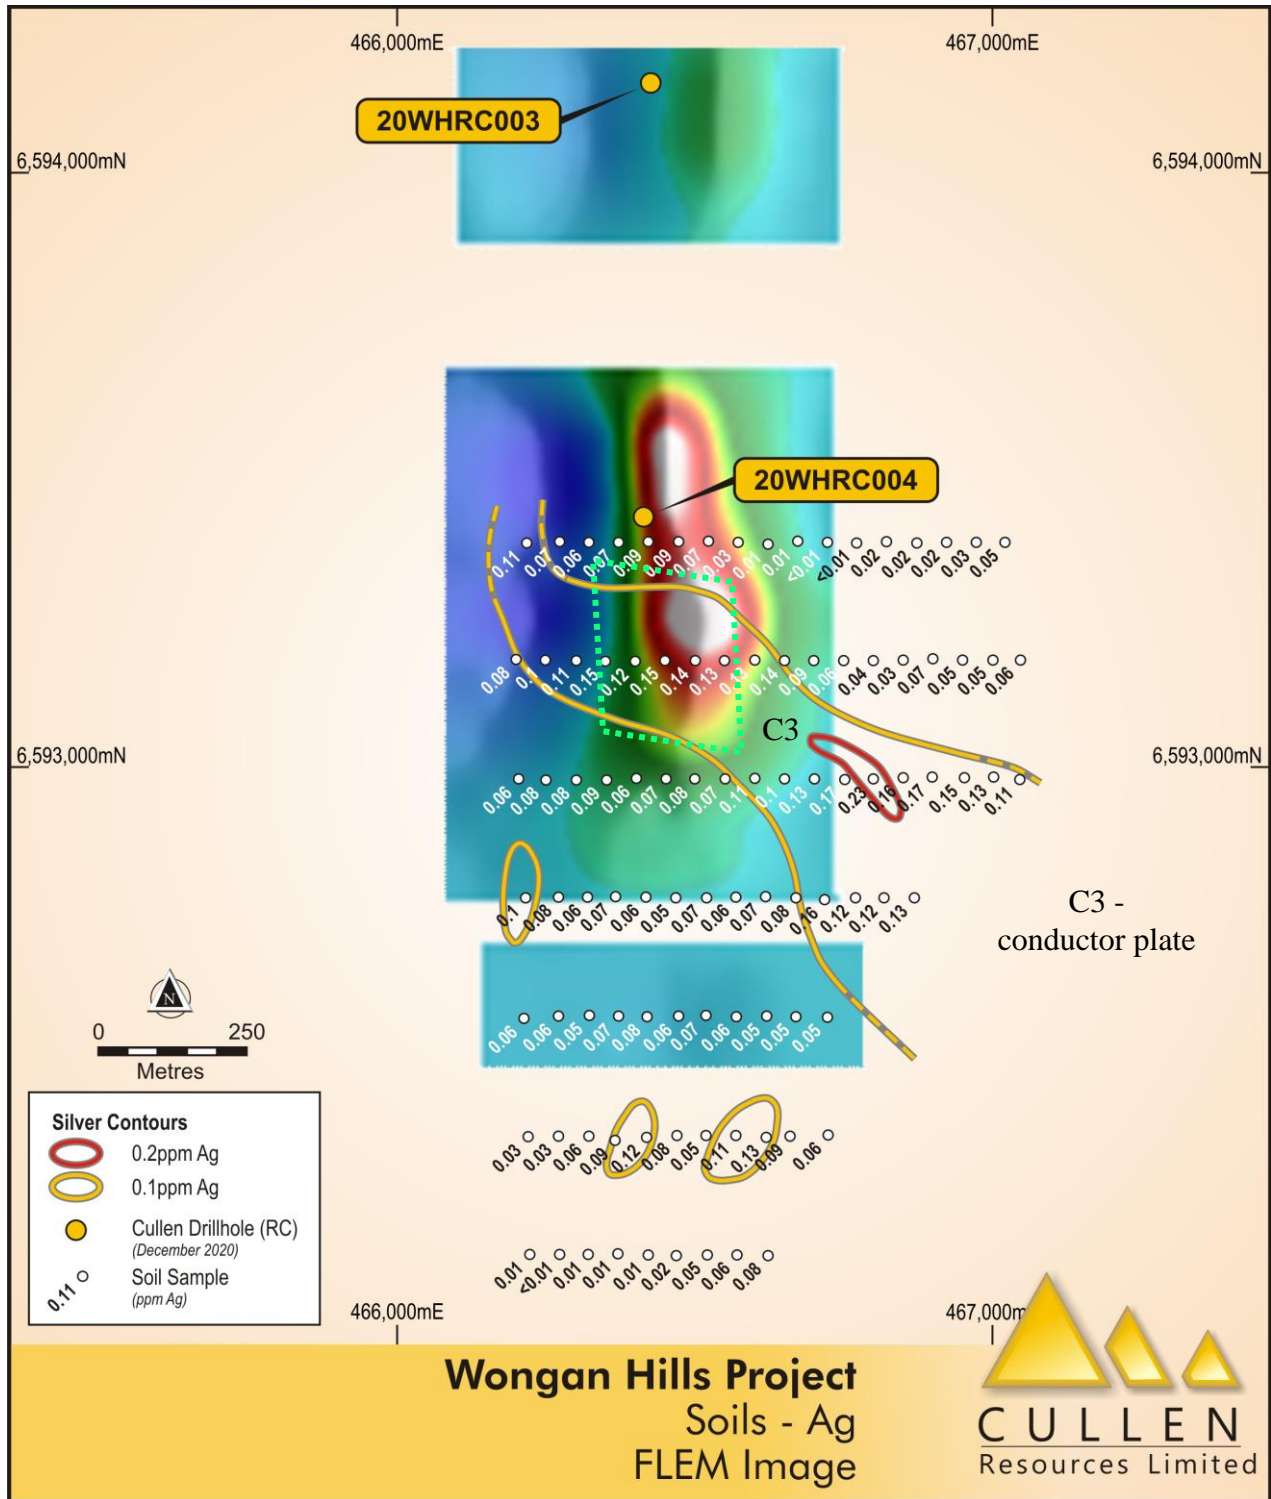 466,000mE
467,000mE
20WHRC003
6,594,000mN
6,594,000mN
20WHRC004
0.11 0.07 0.06 0.07 0.09 0.09 0.07 0.03 0.01 0.01 <0.01 <0.01 0.02 0.02 0.02 0.03 0.05
0.08 0.1 0.11 0.15 0.12 0.15 0.14 0.13 0.13 0.14 0.09 0.06 0.04 0.03 0.07 0.05 0.05 0.06
C3
6,593,000mN
6,593,000mN
0.06 0.08 0.08 0.09 0.06 0.07 0.08 0.07 0.11 0.1 0.13 0.17 0.23 0.16 0.17 0.15 0.13 0.11
0.1 0.08 0.06 0.07 0.06 0.05 0.07 0.06 0.07 0.08 0.16 0.12 0.12 0.13
C3 -
conductor plate
0.06 0.06 0.05 0.07 0.08 0.06 0.07 0.06 0.05 0.05 0.05
N
0 250
Metres
0.03 0.03 0.06 0.09 0.12 0.08 0.05 0.11 0.13 0.09 0.06
0.01 <0.01 0.01 0.01 0.01 0.02 0.05 0.06 0.08
Silver Contours
0.2ppm Ag
0.1ppm Ag
Cullen Drillhole (RC)
(December 2020)
0.11 Soil Sample
(ppm Ag)
466,000mE
467,000m
Wongan Hills Project
Soils - Ag
FLEM Image
CULLEN
Resources Limited